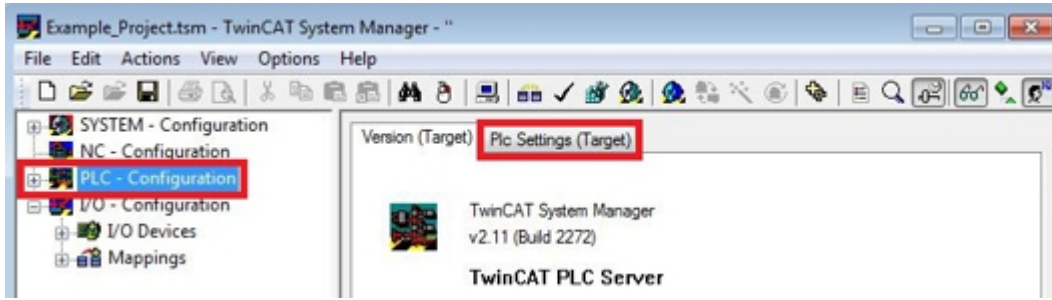 Example_Project.tsm - TwinCAT System Manager - "
File Edit Actions View Options Help
SYSTEM - Configuration
NC - Configuration
PLC - Configuration
I/O - Configuration
I/O Devices
Mappings
Version (Target) Plc Settings (Target)
TwinCAT System Manager
v2.11 (Build 2272)
TwinCAT PLC Server